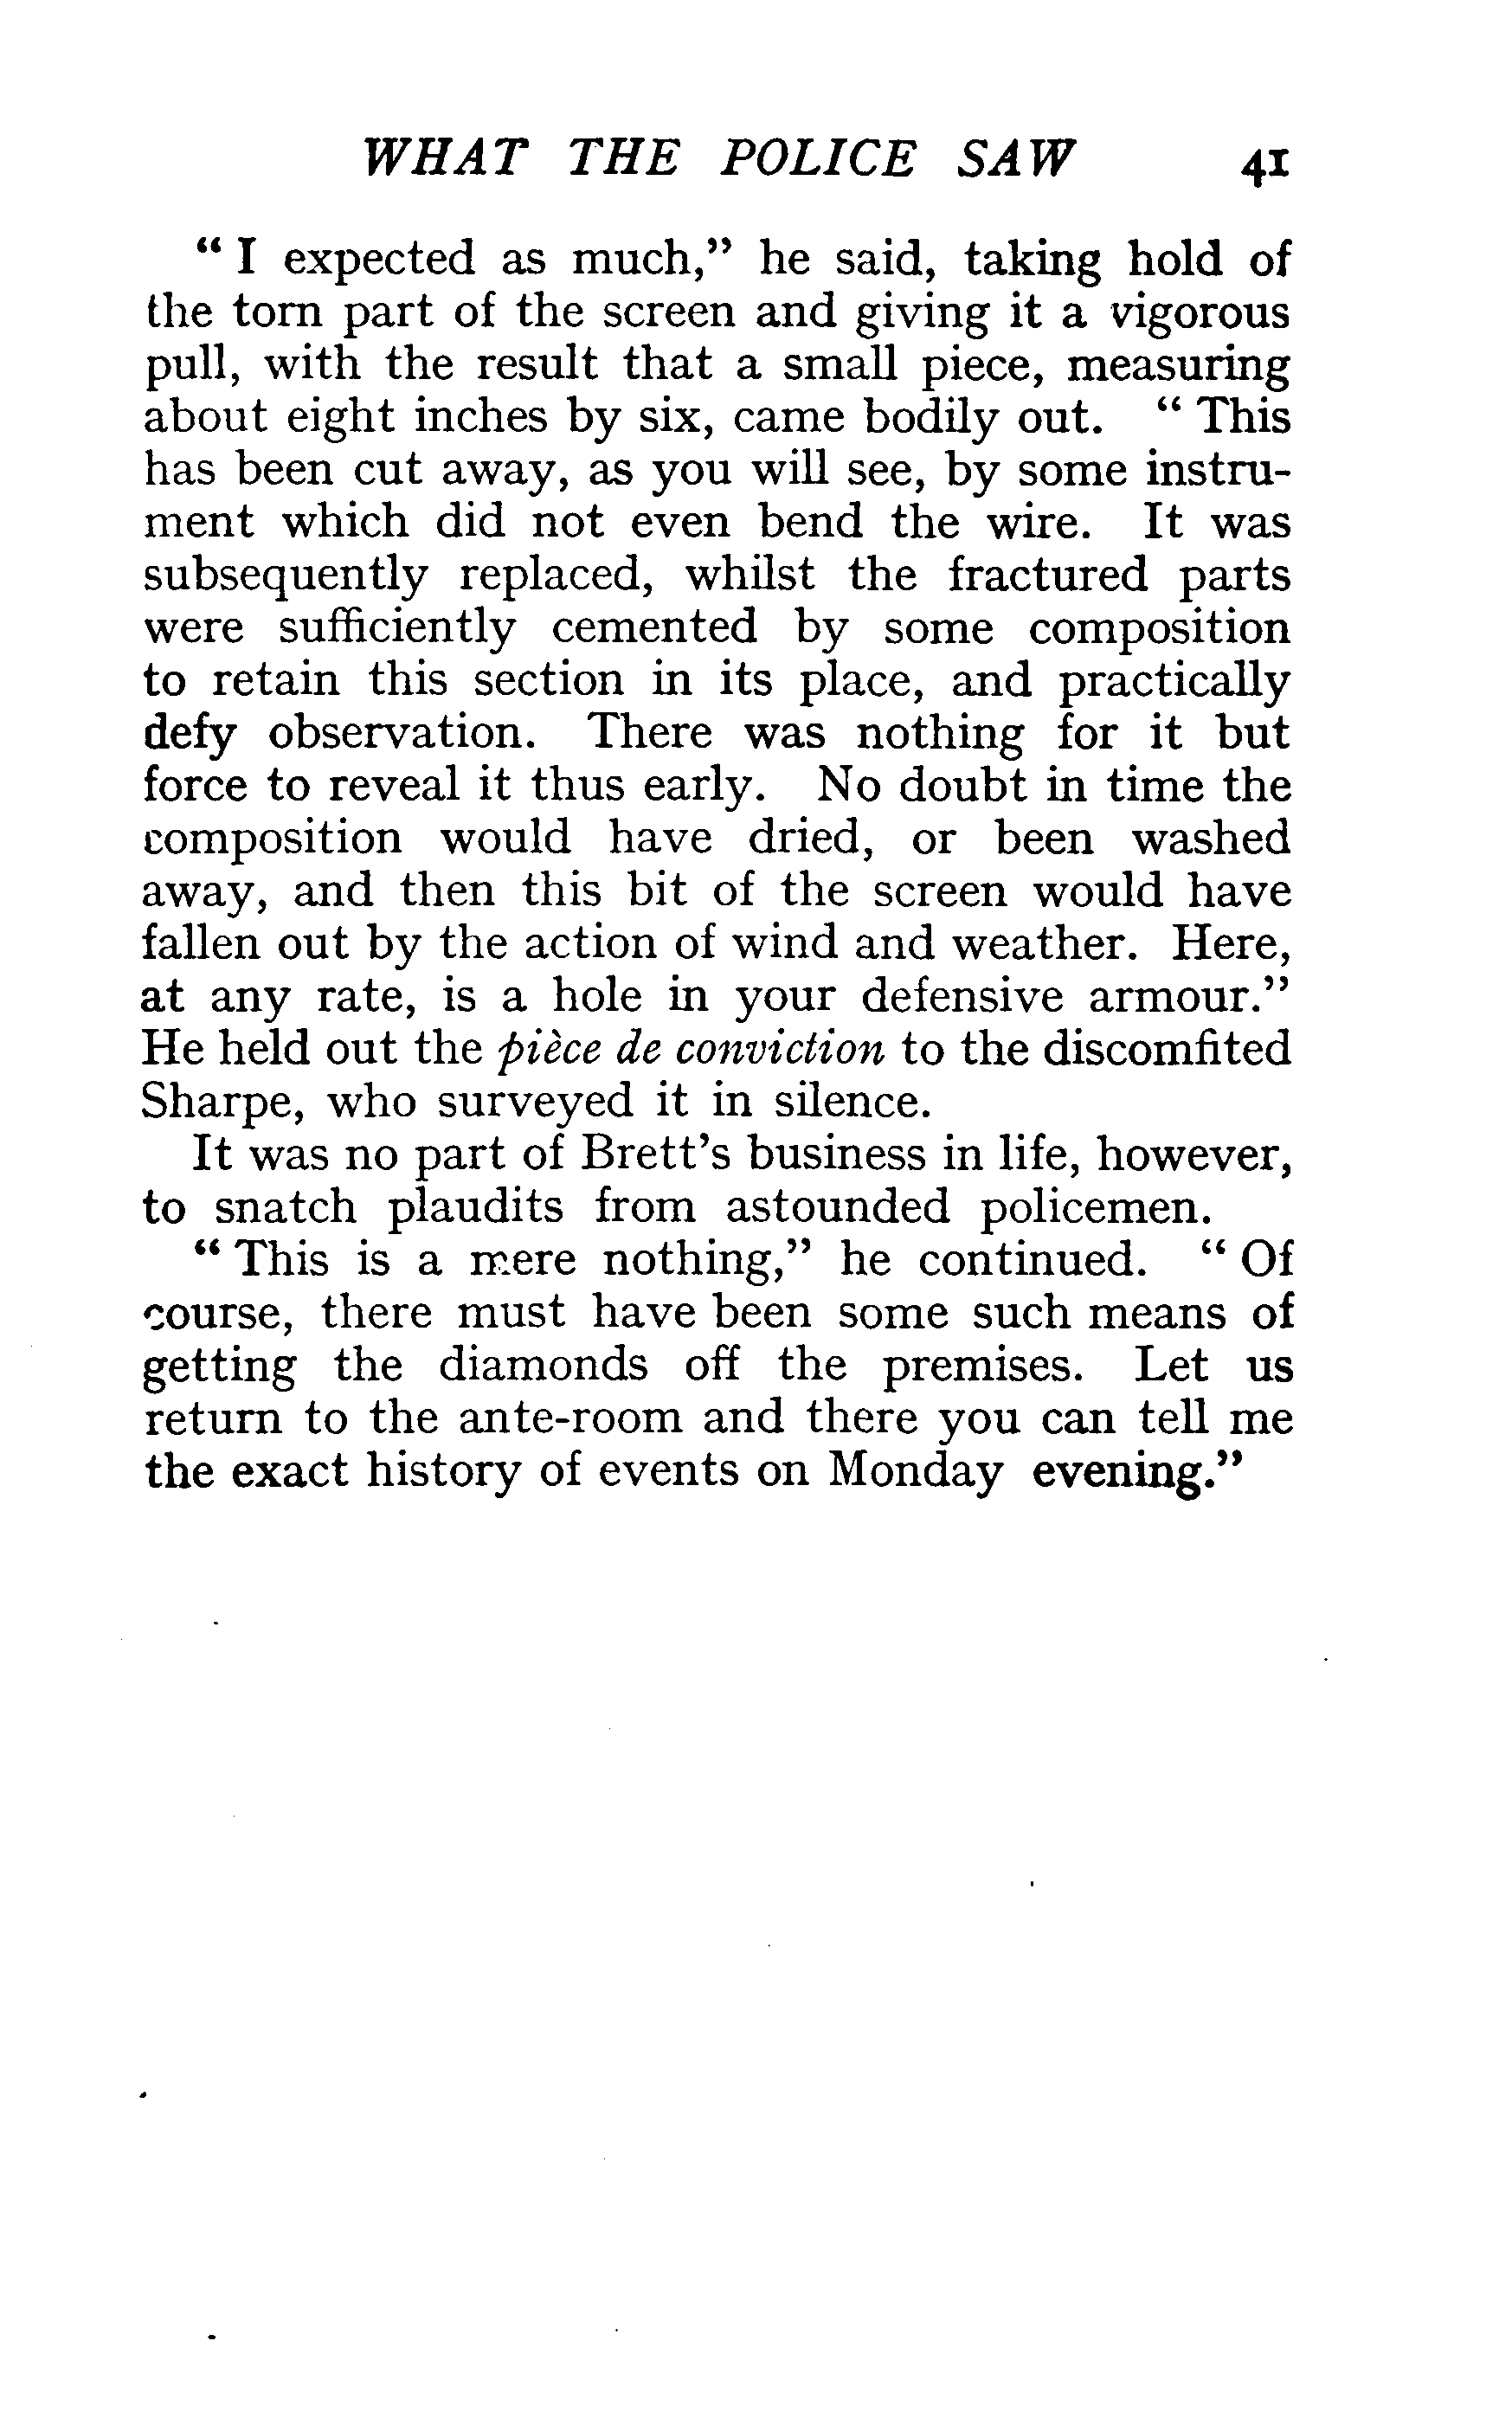 WHAT THE POLICE SAW 41
“ I expected as much,” he said, taking hold of
the torn part of the screen and giving it a vigorous
pull, with the result that a small piece, measuring
about eight inches by six, came bodily out. “ This
has been cut away, as you will see, by some instru-
ment which did not even bend the wire. It was
subsequently replaced, whilst the fractured parts
were sufficiently cemented by some composition
to retain this section in its place, and practically
defy observation. There was nothing for it but
force to reveal it thus early. No doubt in time the
composition would have dried, or been washed
away, and then this bit of the screen would have
fallen out by the action of wind and weather. Here,
at any rate, is a hole in your defensive armour.”
He held out the pièce de conviction to the discomfited
Sharpe, who surveyed it in silence.
It was no part of Brett’s business in life, however,
to snatch plaudits from astounded policemen.
“ This is a mere nothing,” he continued. “ Of
course, there must have been some such means of
getting the diamonds off the premises. Let us
return to the ante-room and there you can tell me
the exact history of events on Monday evening.”